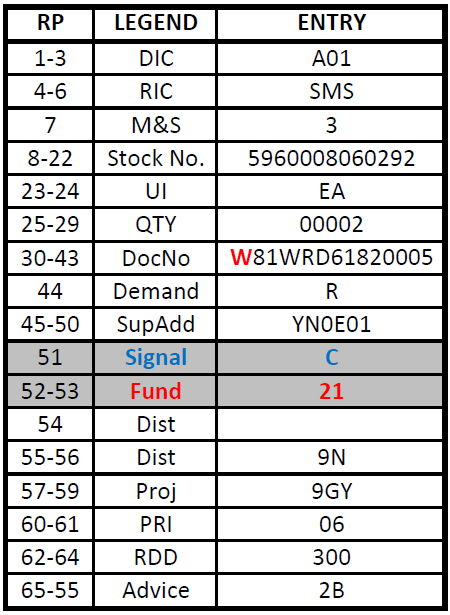 RP LEGEND ENTRY
1-3 DIC A01
4-6 RIC SMS
7 M&S 3
8-22 Stock No. 5960008060292
23-24 UI EA
25-29 QTY 00002
30-43 DocNo W81WRD61820005
44 Demand R
45-50 SupAdd YN0E01
51 Signal C
52-53 Fund 21
54 Dist
55-56 Dist 9N
57-59 Proj 9GY
60-61 PRI 06
62-64 RDD 300
65-55 Advice 2B